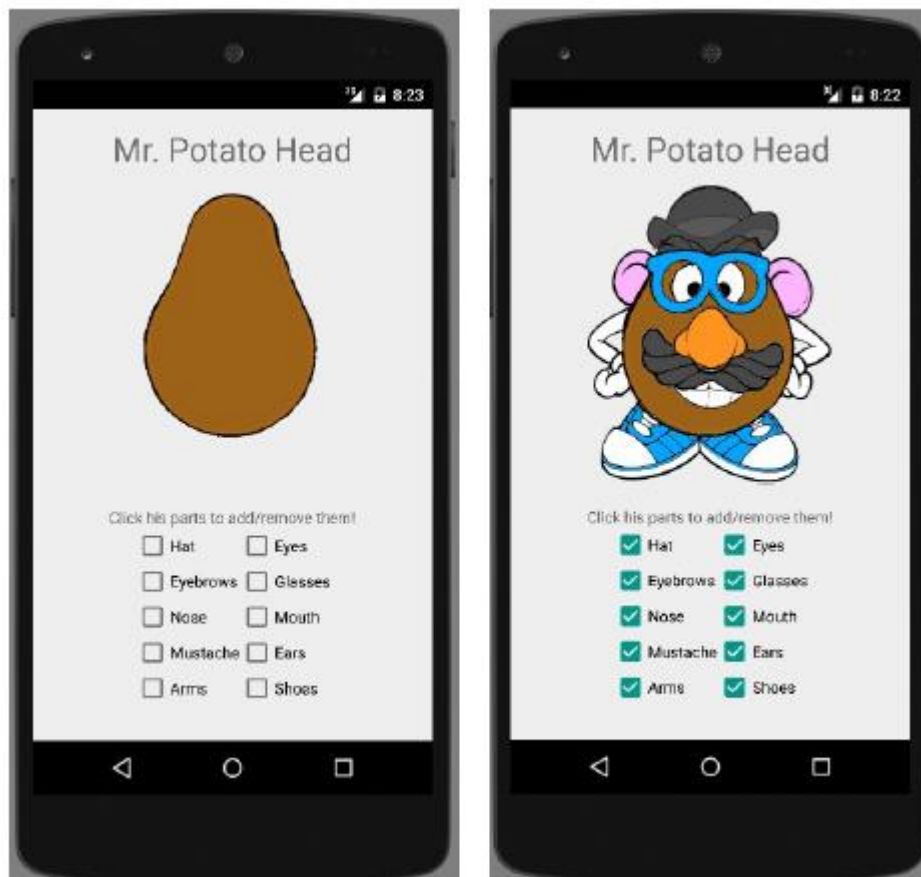 8:23
Mr. Potato Head
Click his parts to add/remove them!
Hat Eyes
Eyebrows Glasses
Nose Mouth
Mustache Ears
Arms Shoes
8:22
Mr. Potato Head
Click his parts to add/remove them!
Hat Eyes
Eyebrows Glasses
Nose Mouth
Mustache Ears
Arms Shoes